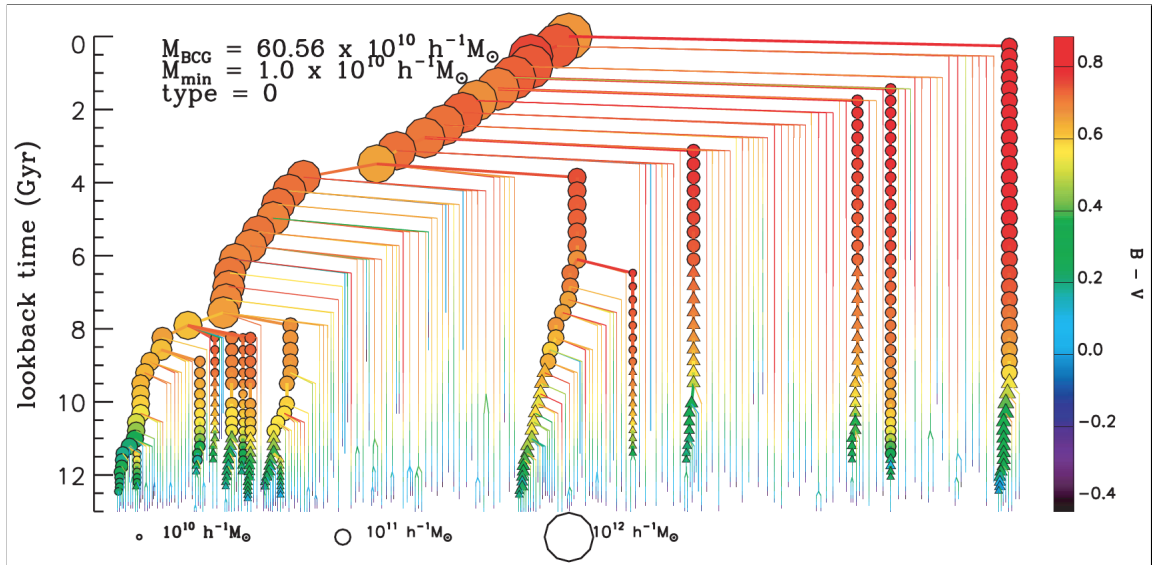 M_BCG = 60.56 x 10^10 h^-1 M_⊙
M_min = 1.0 x 10^10 h^-1 M_⊙
type = 0
lookback time (Gyr)
0
2
4
6
8
10
12
0.8
0.6
0.4
0.2
0.0
−0.2
−0.4
B − V
10^10 h^-1 M_⊙
10^11 h^-1 M_⊙
10^12 h^-1 M_⊙